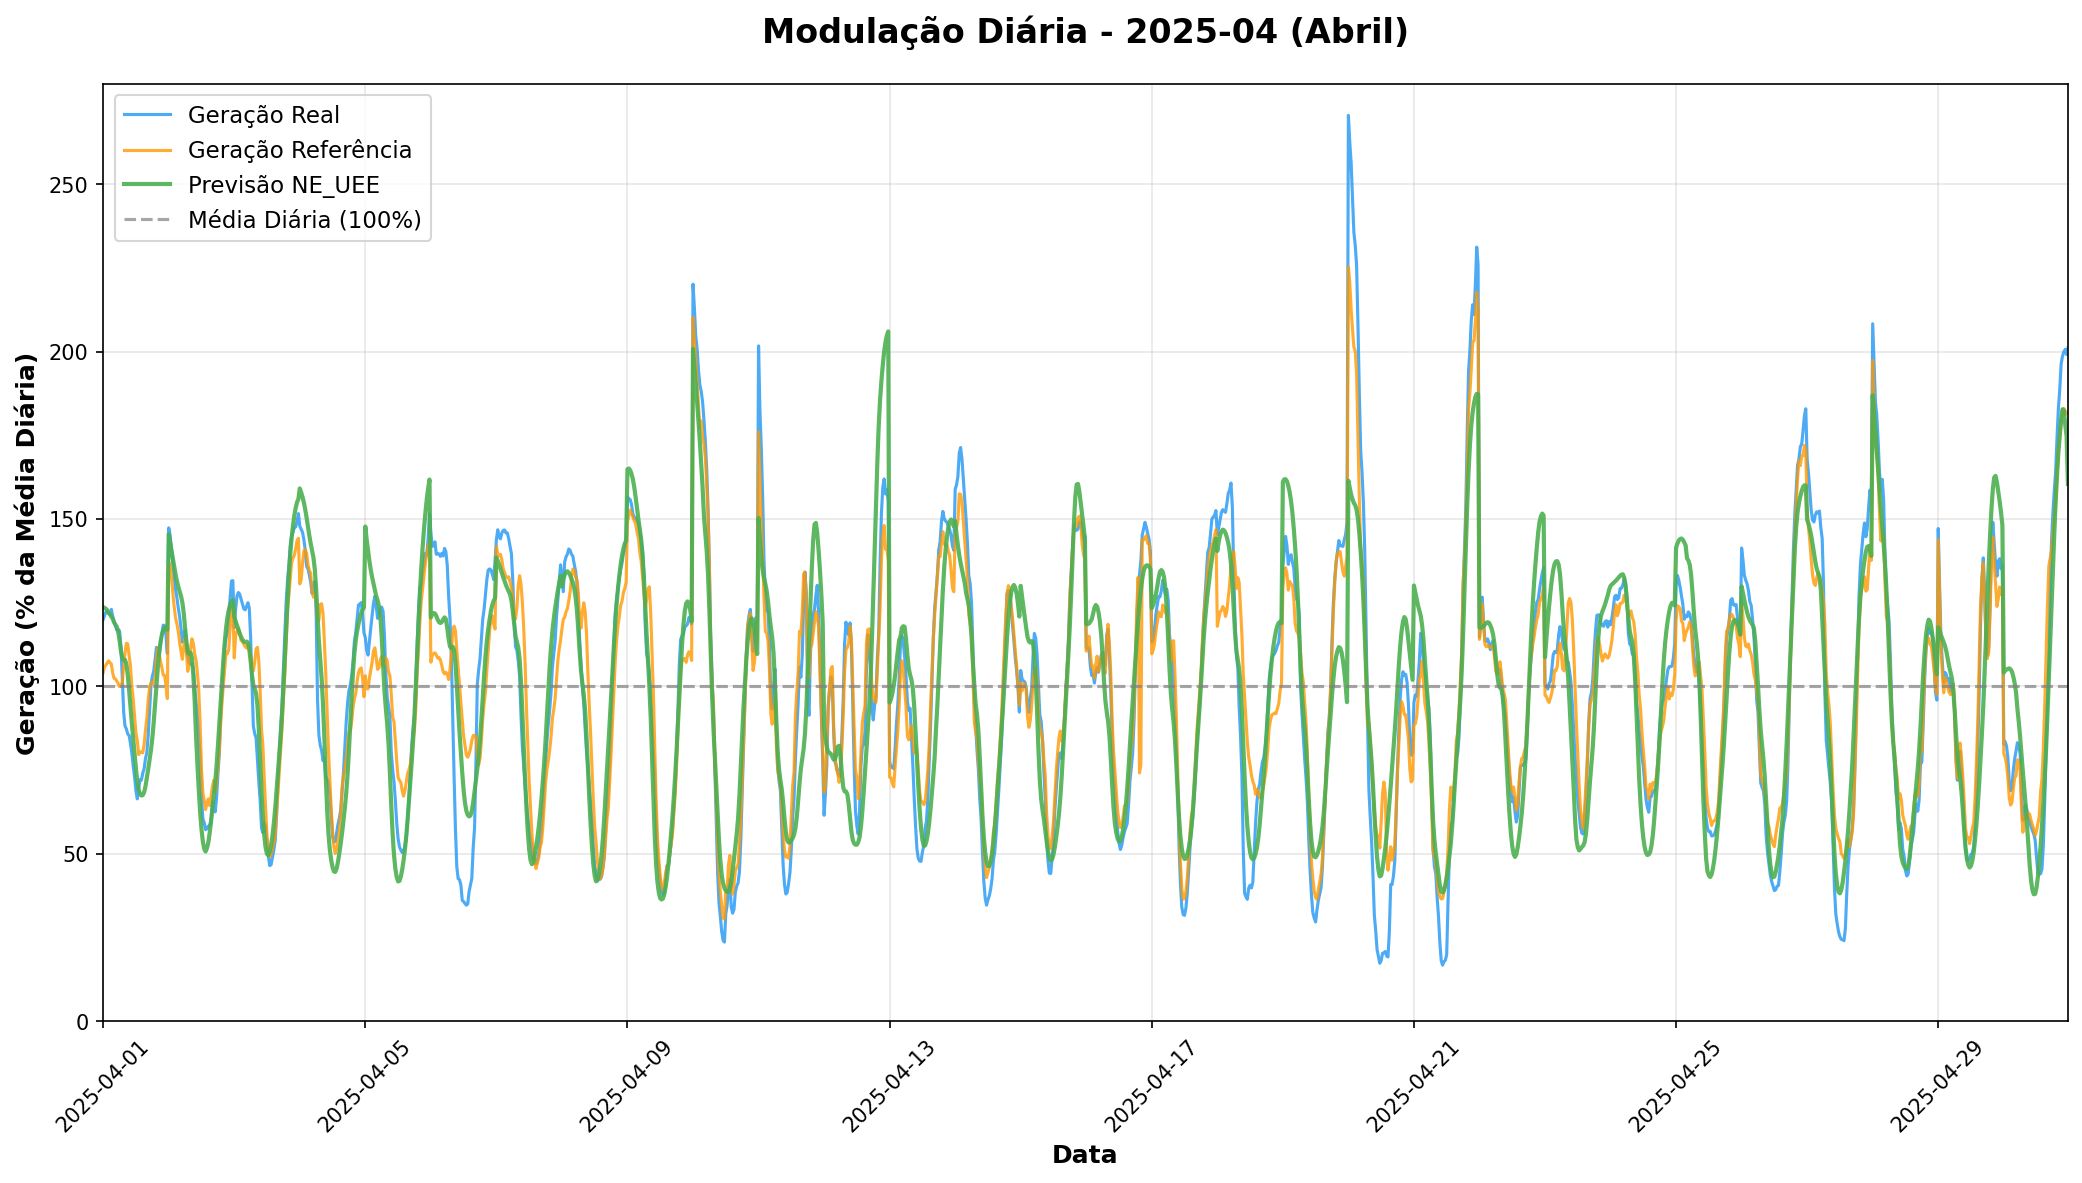 Modulação Diária - 2025-04 (Abril)
Geração Real
Geração Referência
Previsão NE_UEE
Média Diária (100%)
Geração (% da Média Diária)
250
200
150
100
50
0
2025-04-01
2025-04-05
2025-04-09
2025-04-13
2025-04-17
2025-04-21
2025-04-25
2025-04-29
Data